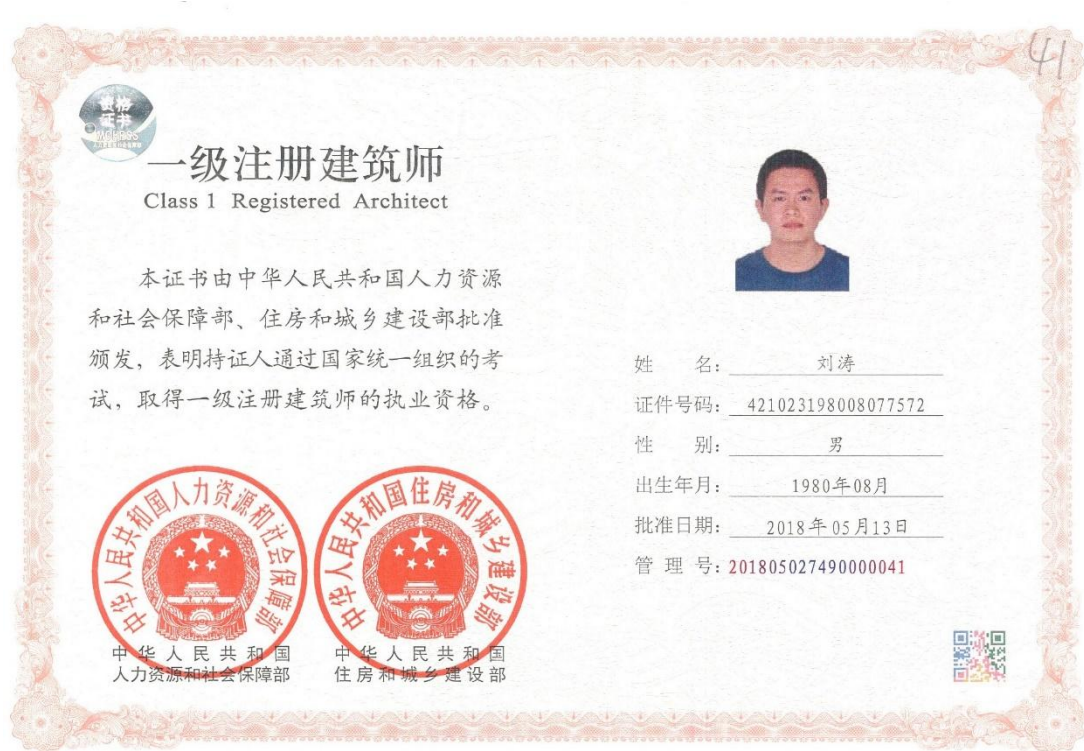 41
资格
证书
MOHRSS
一级注册建筑师
Class 1 Registered Architect
本证书由中华人民共和国人力资源
和社会保障部、住房和城乡建设部批准
颁发，表明持证人通过国家统一组织的考
试，取得一级注册建筑师的执业资格。
中华人民共和国人力资源和社会保障部
中华人民共和国住房和城乡建设部
中华人民共和国
人力资源和社会保障部
中华人民共和国
住房和城乡建设部
姓 名：刘涛
证件号码：421023198008077572
性 别：男
出生年月：1980年08月
批准日期：2018年05月13日
管 理 号：201805027490000041